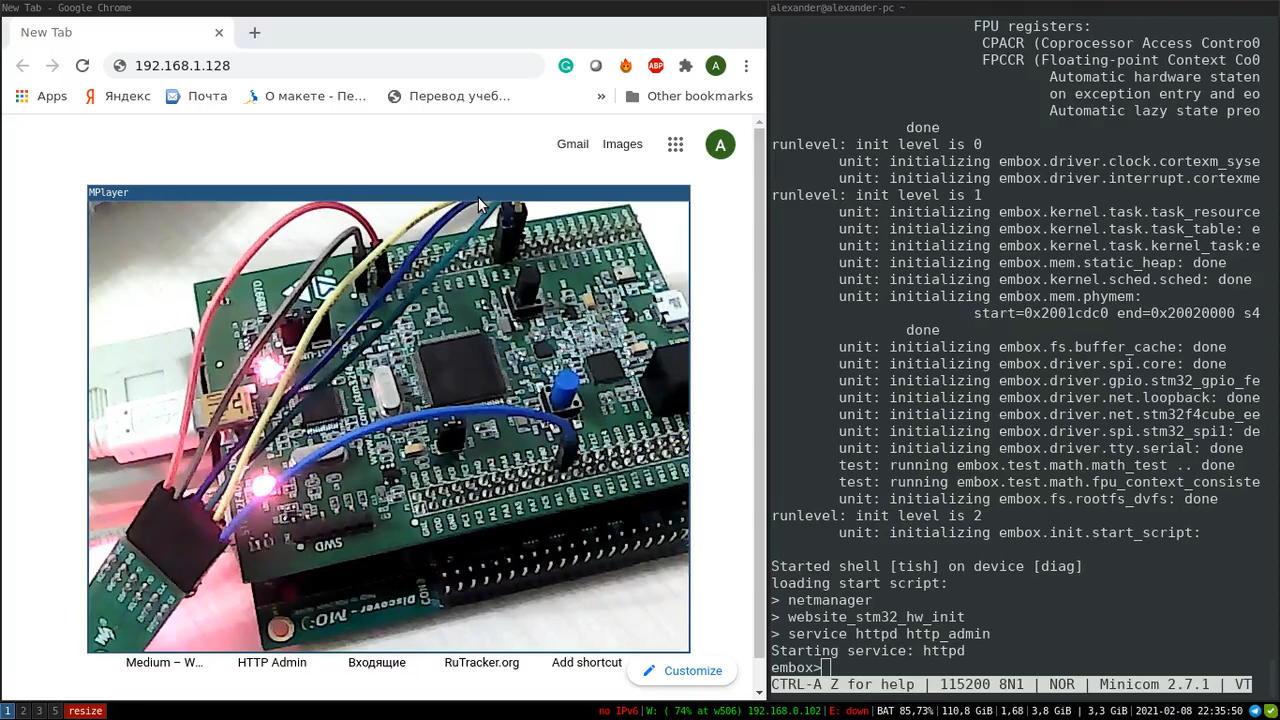 New Tab - Google Chrome
New Tab
192.168.1.128
ABP
A
Apps
Яндекс
Почта
О макете - Пе...
Перевод учеб...
»
Other bookmarks
Gmail
Images
A
MPlayer
SWD
Medium – W...
HTTP Admin
Входящие
RuTracker.org
Add shortcut
Customize
alexander@alexander-pc ~
FPU registers:
CPACR (Coprocessor Access Contro0
FPCCR (Floating-point Context Co0
Automatic hardware staten
on exception entry and eo
Automatic lazy state preo
done
runlevel: init level is 0
unit: initializing embox.driver.clock.cortexm_syse
unit: initializing embox.driver.interrupt.cortexme
runlevel: init level is 1
unit: initializing embox.kernel.task.task_resource
unit: initializing embox.kernel.task.task_table: e
unit: initializing embox.kernel.task.kernel_task:e
unit: initializing embox.mem.static_heap: done
unit: initializing embox.kernel.sched.sched: done
unit: initializing embox.mem.phymem:
start=0x2001cdc0 end=0x20020000 s4
done
unit: initializing embox.fs.buffer_cache: done
unit: initializing embox.driver.spi.core: done
unit: initializing embox.driver.gpio.stm32_gpio_fe
unit: initializing embox.driver.net.loopback: done
unit: initializing embox.driver.net.stm32f4cube_ee
unit: initializing embox.driver.spi.stm32_spi1: de
unit: initializing embox.driver.tty.serial: done
test: running embox.test.math.math_test .. done
test: running embox.test.math.fpu_context_consiste
unit: initializing embox.fs.rootfs_dvfs: done
runlevel: init level is 2
unit: initializing embox.init.start_script:
Started shell [tish] on device [diag]
loading start script:
> netmanager
> website_stm32_hw_init
> service httpd http_admin
Starting service: httpd
embox>
CTRL-A Z for help | 115200 8N1 | NOR | Minicom 2.7.1 | VT
1 2 3 5 resize
no IPv6|W: ( 74% at w506) 192.168.0.102|E: down|BAT 85,73%|110,8 GiB|1,68|3,8 GiB | 3,3 GiB|2021-02-08 22:35:50